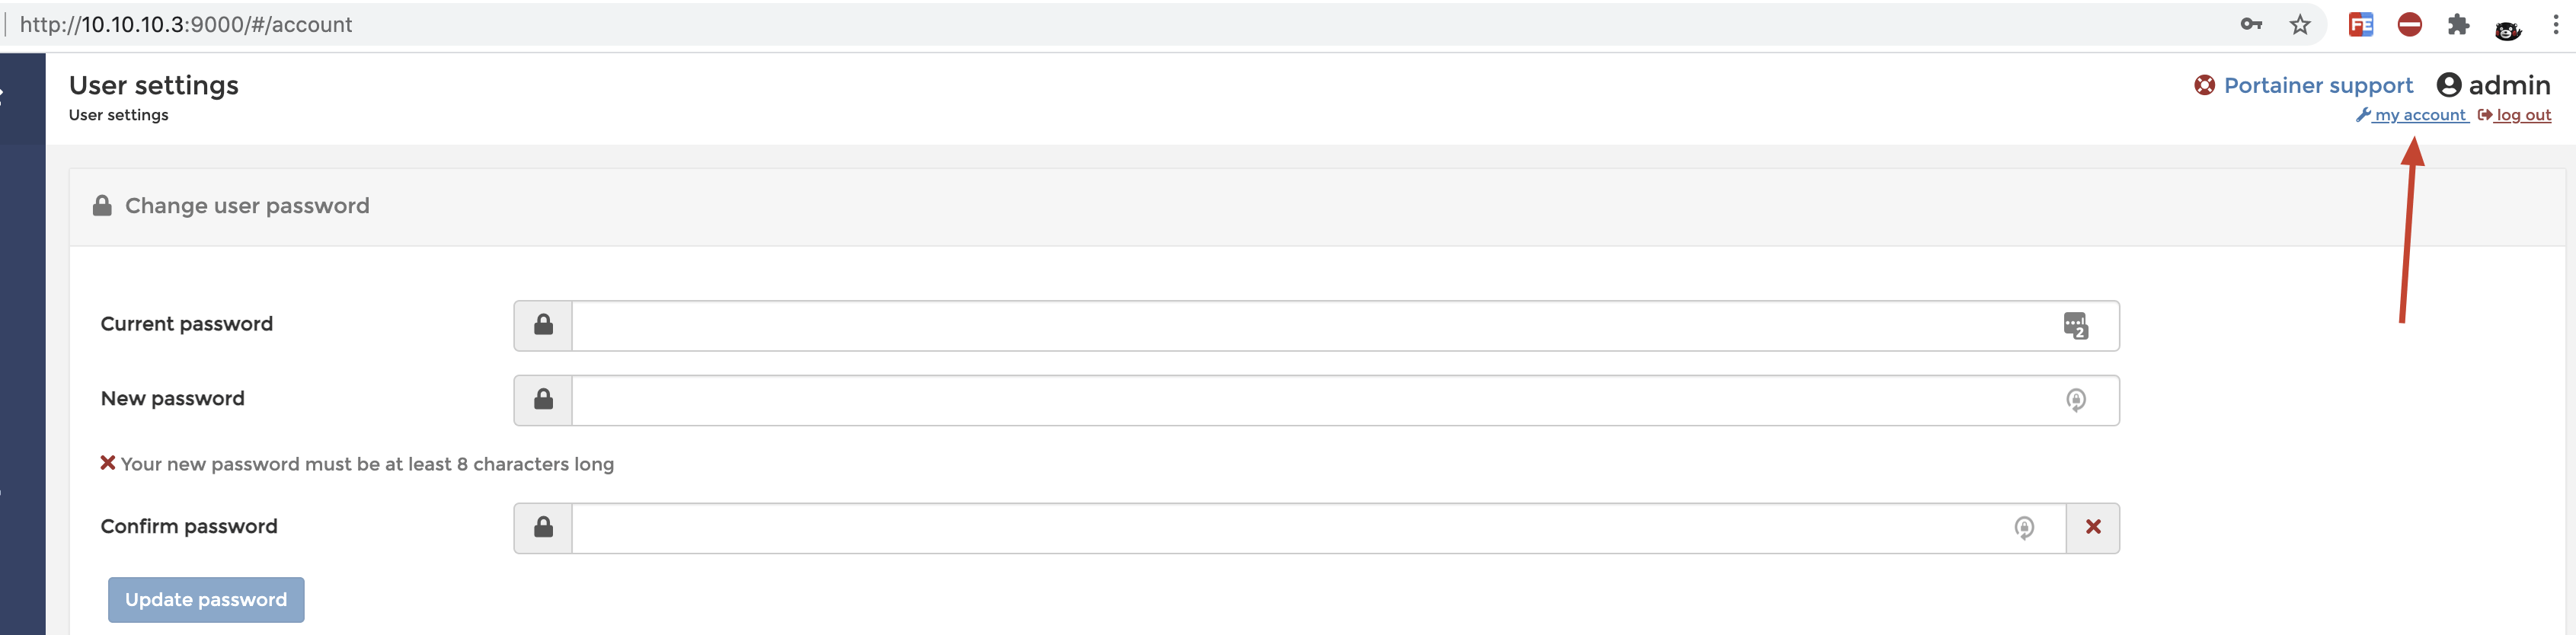 http://10.10.10.3:9000/#/account
FE
User settings
Portainer support
admin
User settings
my account
log out
Change user password
Current password
2
New password
Your new password must be at least 8 characters long
Confirm password
Update password